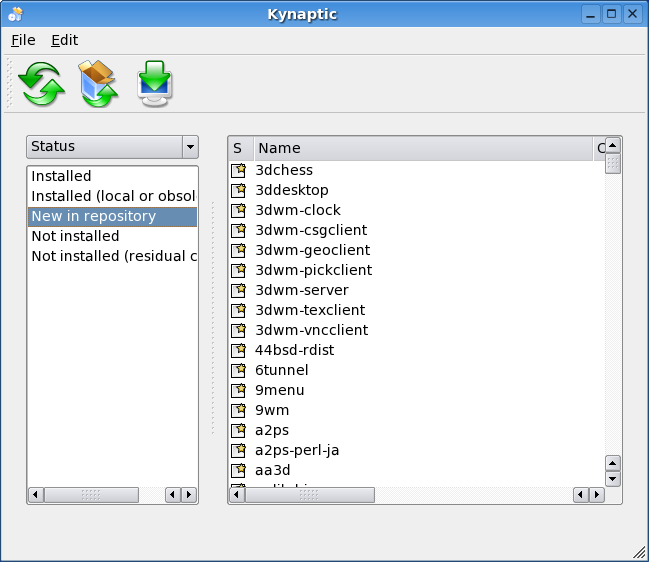 Kynaptic
File Edit
Status
Installed
Installed (local or obsol
New in repository
Not installed
Not installed (residual c
S Name
3dchess
3ddesktop
3dwm-clock
3dwm-csgclient
3dwm-geoclient
3dwm-pickclient
3dwm-server
3dwm-texclient
3dwm-vncclient
44bsd-rdist
6tunnel
9menu
9wm
a2ps
a2ps-perl-ja
aa3d